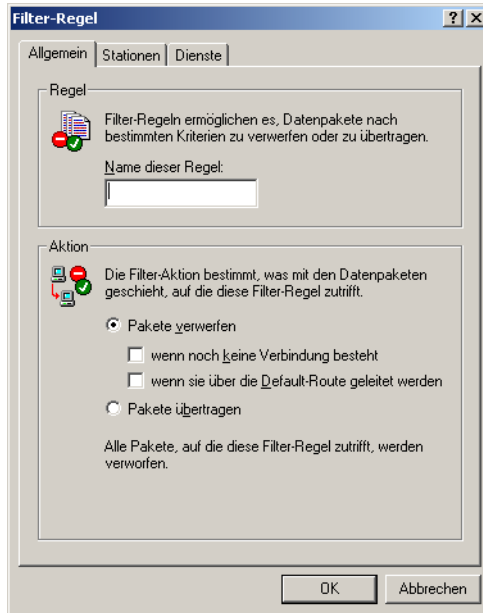 Filter-Regel
Allgemein Stationen Dienste
Regel
Filter-Regeln ermöglichen es, Datenpakete nach
bestimmten Kriterien zu verwerfen oder zu übertragen.
Name dieser Regel:
Aktion
Die Filter-Aktion bestimmt, was mit den Datenpaketen
geschieht, auf die diese Filter-Regel zutrifft.
Pakete verwerfen
wenn noch keine Verbindung besteht
wenn sie über die Default-Route geleitet werden
Pakete übertragen
Alle Pakete, auf die diese Filter-Regel zutrifft, werden
verworfen.
OK Abbrechen